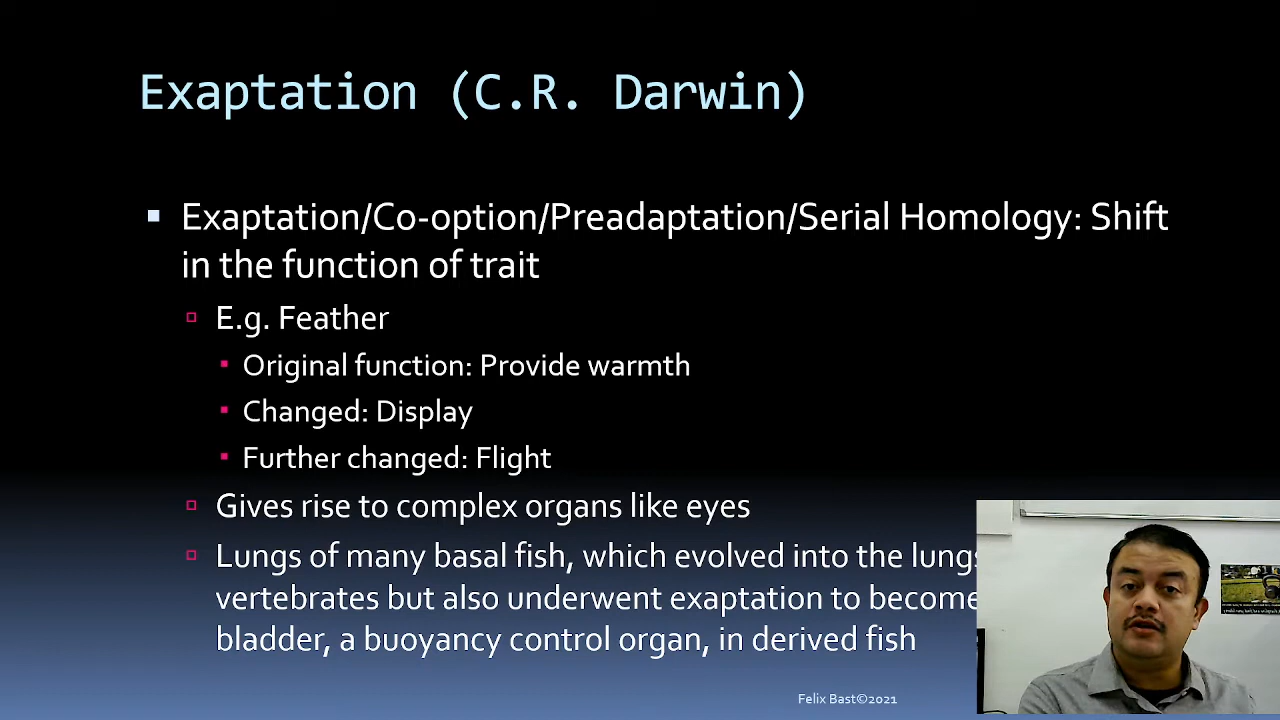 Exaptation (C.R. Darwin)
Exaptation/Co-option/Preadaptation/Serial Homology: Shift
in the function of trait
E.g. Feather
Original function: Provide warmth
Changed: Display
Further changed: Flight
Gives rise to complex organs like eyes
Lungs of many basal fish, which evolved into the lungs
vertebrates but also underwent exaptation to become
bladder, a buoyancy control organ, in derived fish
Felix Bast©2021